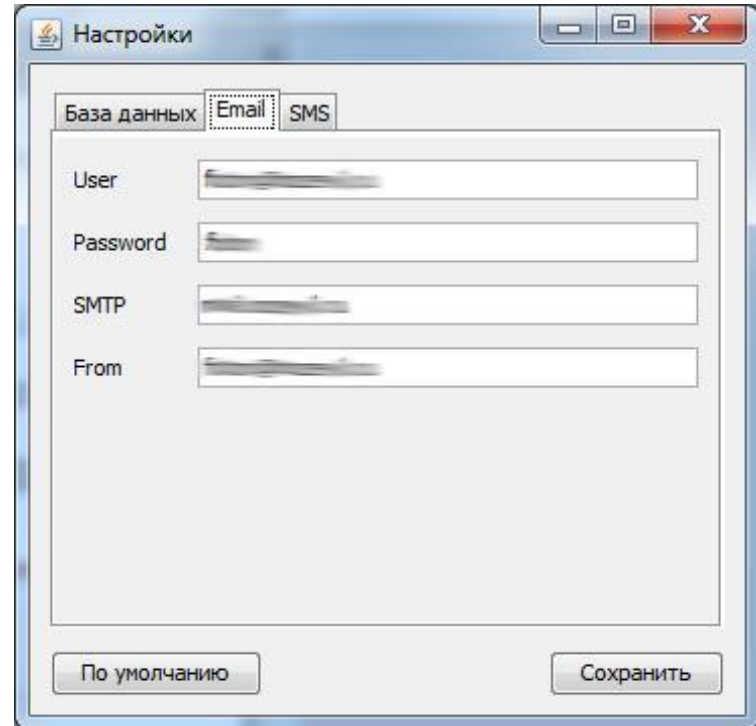 Настройки
База данных Email SMS
User
Password
SMTP
From
По умолчанию Сохранить